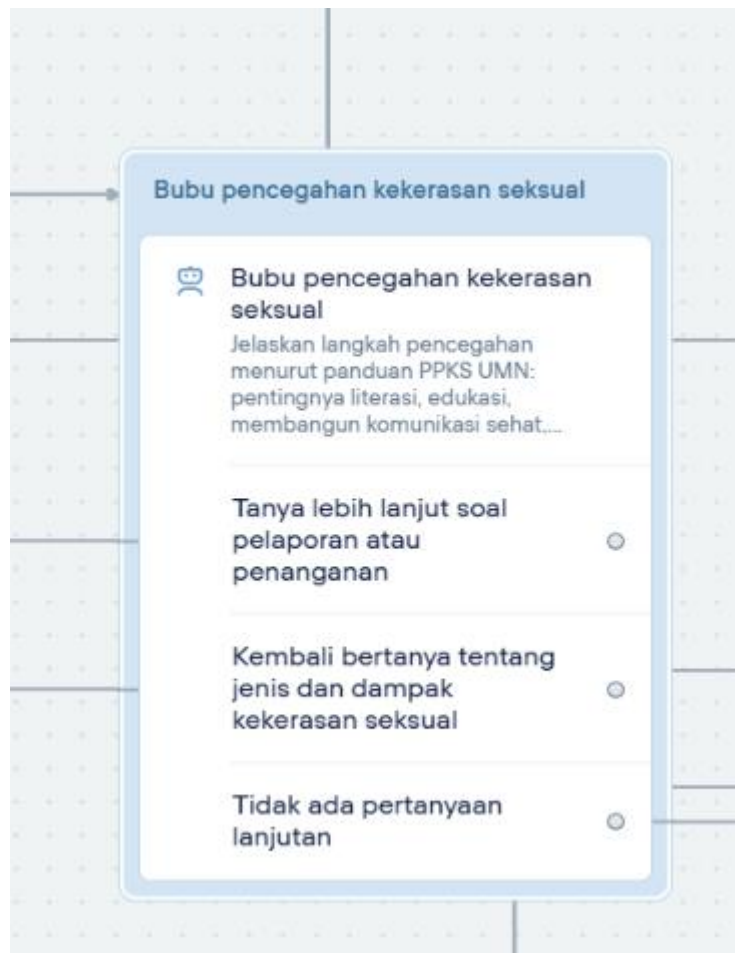 Bubu pencegahan kekerasan seksual
Bubu pencegahan kekerasan
seksual
Jelaskan langkah pencegahan
menurut panduan PPKS UMN:
pentingnya literasi, edukasi,
membangun komunikasi sehat,...
Tanya lebih lanjut soal
pelaporan atau
penanganan
Kembali bertanya tentang
jenis dan dampak
kekerasan seksual
Tidak ada pertanyaan
lanjutan